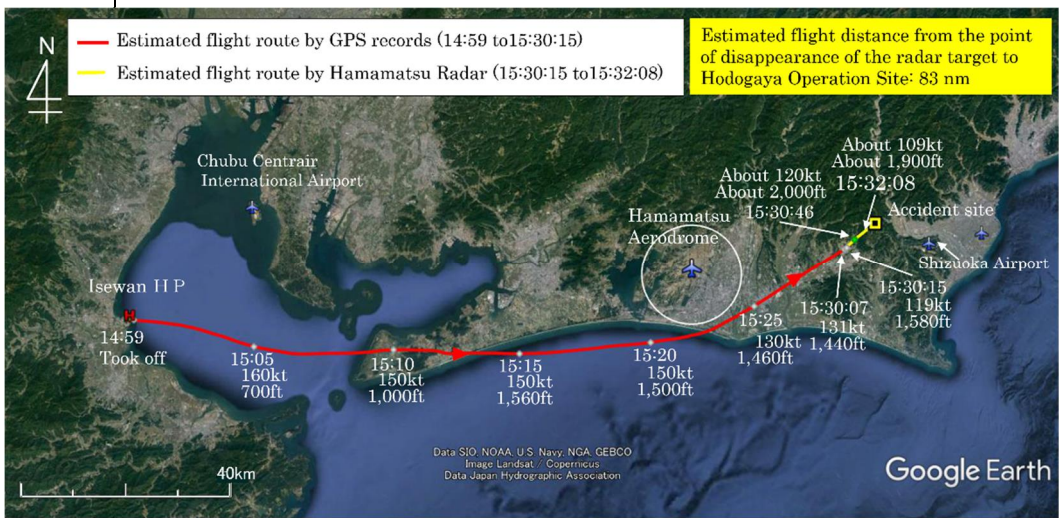 Estimated flight route by GPS records (14:59 to15:30:15)
Estimated flight route by Hamamatsu Radar (15:30:15 to15:32:08)
Estimated flight distance from the point
of disappearance of the radar target to
Hodogaya Operation Site: 83 nm
N
Chubu Centrair
International Airport
Isewan H P
H
14:59
Took off
15:05
160kt
700ft
15:10
150kt
1,000ft
15:15
150kt
1,560ft
15:20
150kt
1,500ft
Hamamatsu
Aerodrome
15:25
130kt
1,460ft
About 120kt
About 2,000ft
15:30:46
About 109kt
About 1,900ft
15:32:08
Accident site
Shizuoka Airport
15:30:07
131kt
1,440ft
15:30:15
119kt
1,580ft
40km
Data SIO, NOAA, U.S. Navy, NGA, GEBCO
Image Landsat / Copernicus
Data Japan Hydrographic Association
Google Earth